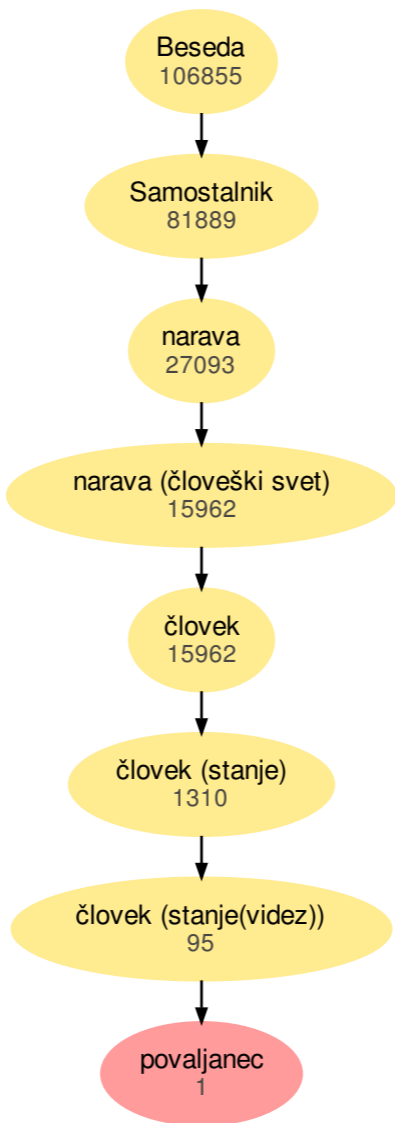 Beseda
106855
Samostalnik
81889
narava
27093
narava (človeški svet)
15962
človek
15962
človek (stanje)
1310
človek (stanje(videz))
95
povaljanec
1